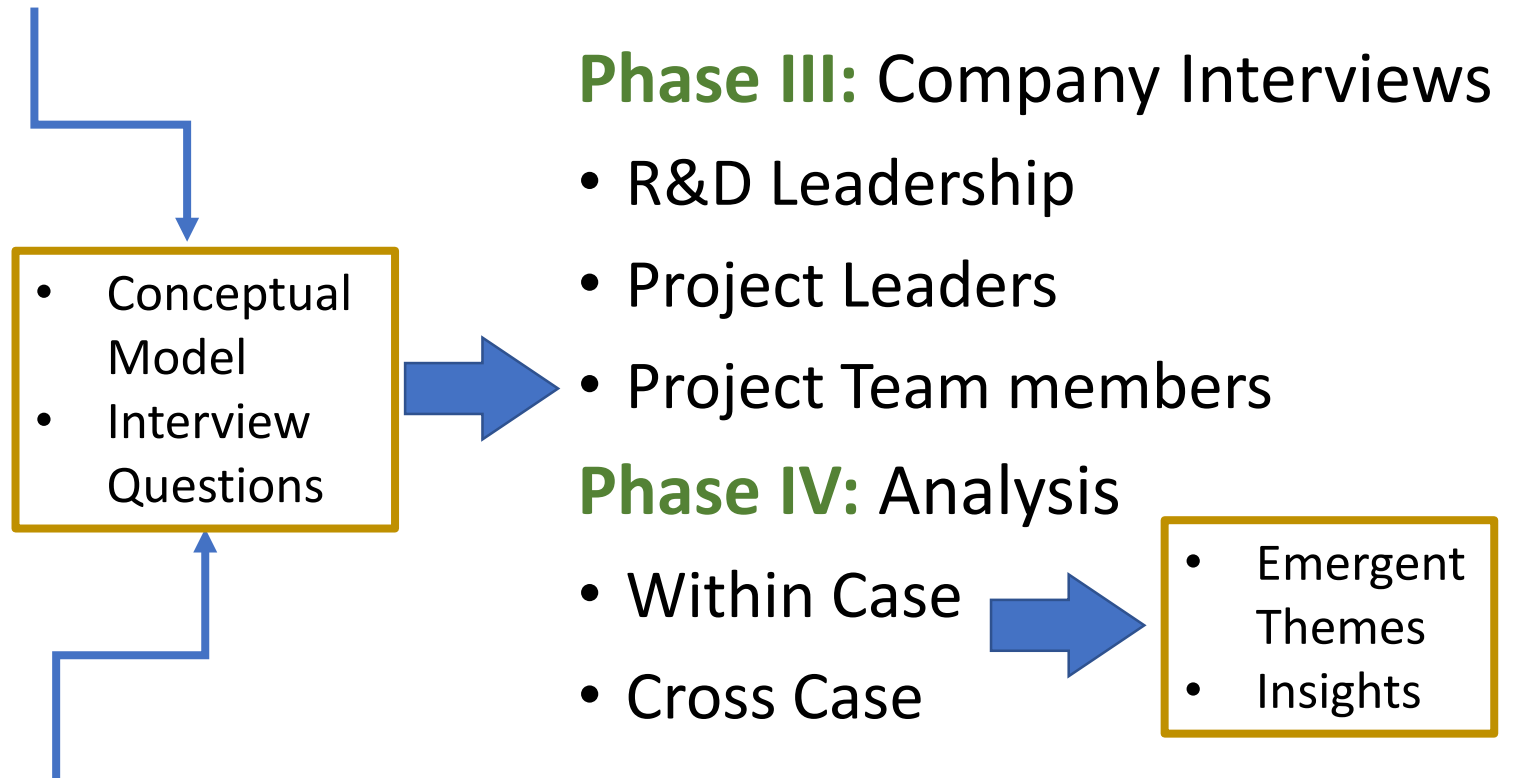 Phase III: Company Interviews
• R&D Leadership
• Project Leaders
• Project Team members
• Conceptual
Model
• Interview
Questions
Phase IV: Analysis
• Within Case
• Cross Case
• Emergent
Themes
• Insights